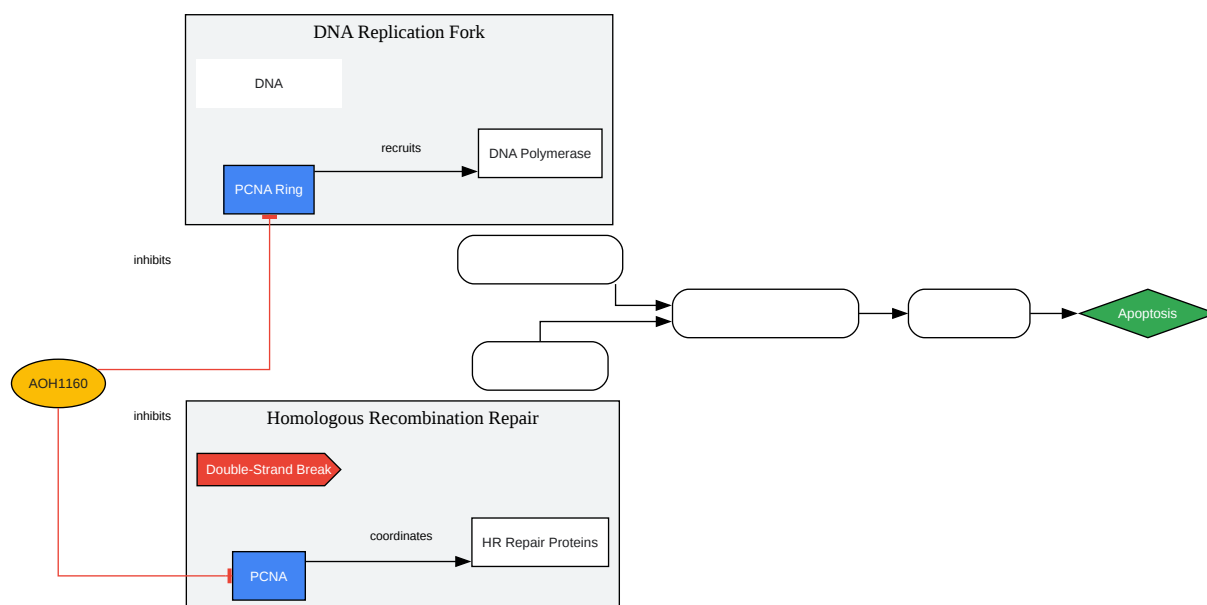 DNA Replication Fork
DNA
recruits
DNA Polymerase
PCNA Ring
inhibits
Apoptosis
AOH1160
inhibits
Homologous Recombination Repair
Double-Strand Break
coordinates
HR Repair Proteins
PCNA